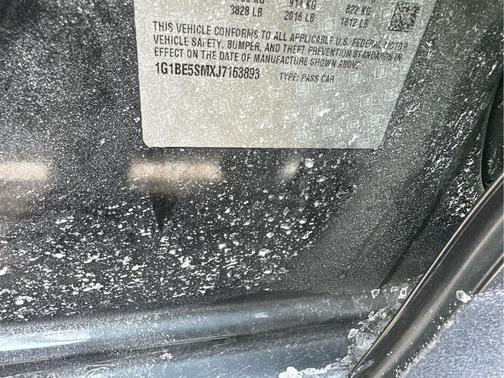 914 KG 822 KG
3828 LB 2016 LB 1812 LB
THIS VEHICLE CONFORMS TO ALL APPLICABLE U.S. FEDERAL MOTOR
VEHICLE SAFETY, BUMPER, AND THEFT PREVENTION STANDARDS IN
EFFECT ON THE DATE OF MANUFACTURE SHOWN ABOVE.
1G1BE5SMXJ7163893 TYPE: PASS CAR